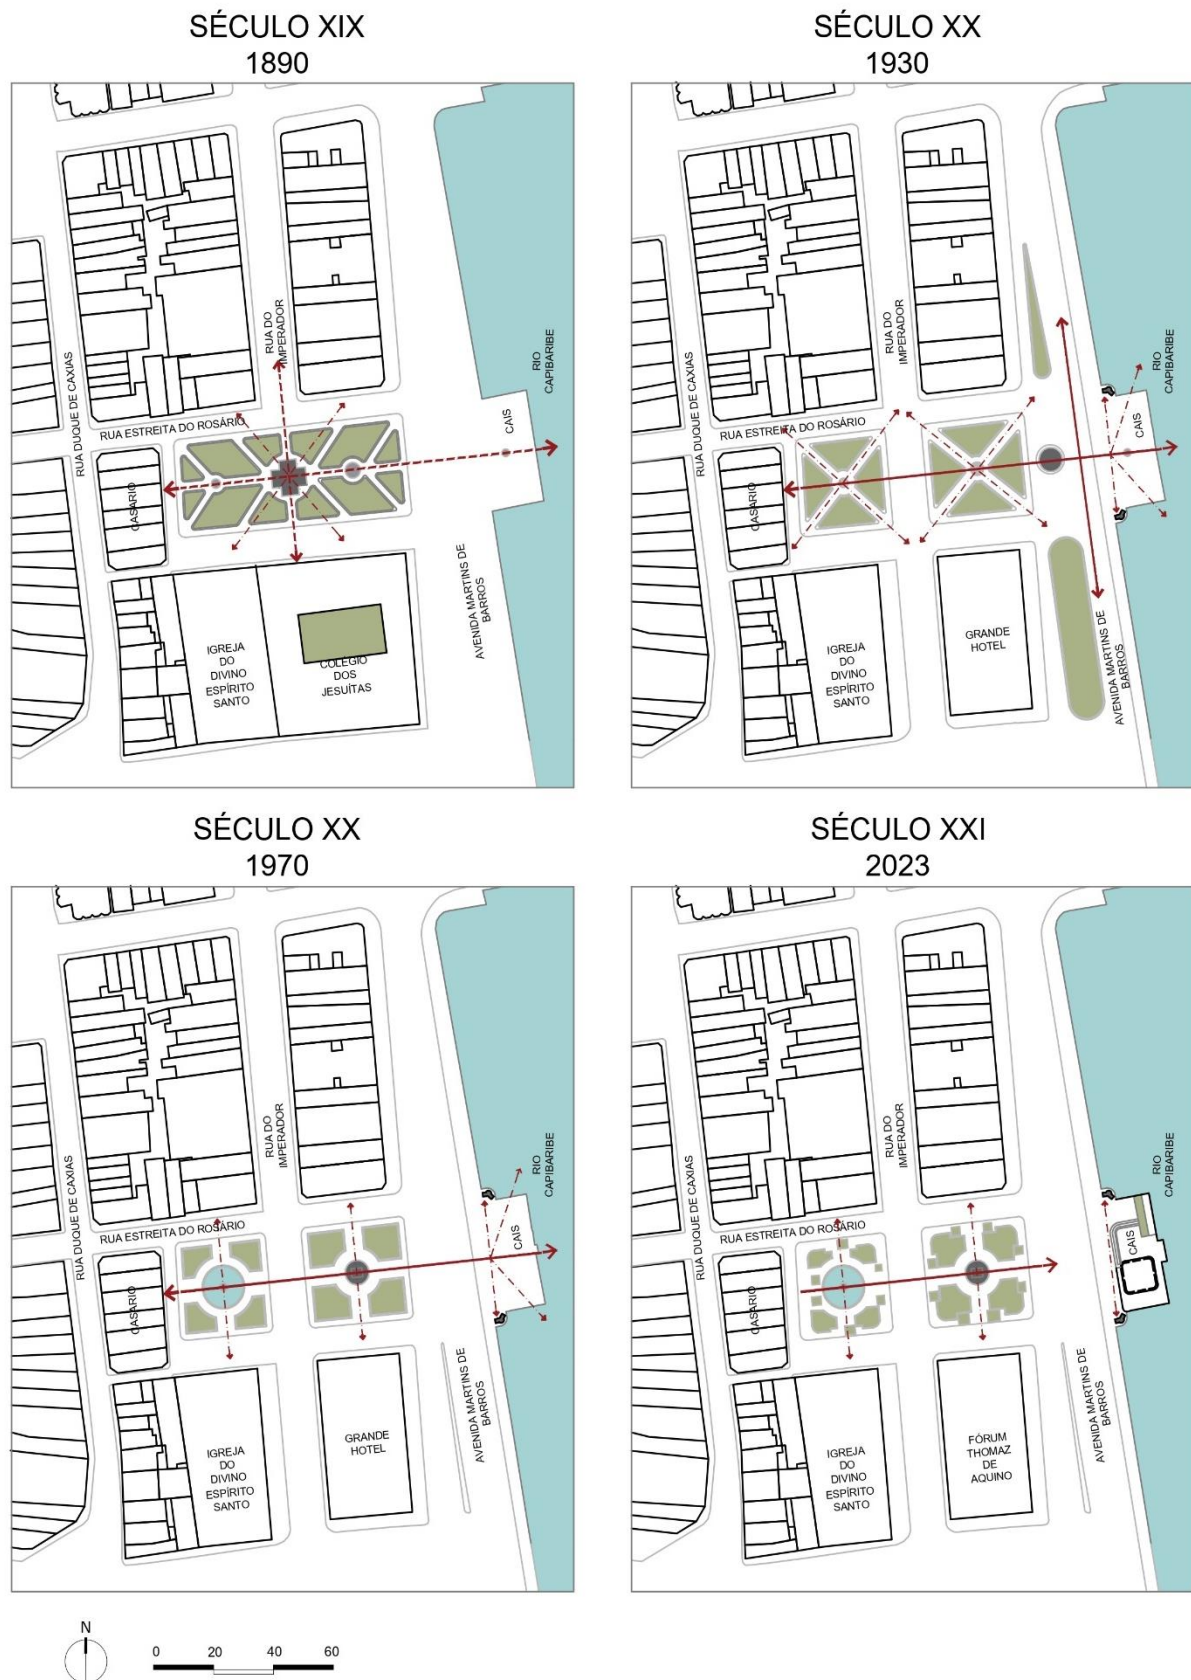 SÉCULO XIX
1890
RUA DO
IMPERADOR
RUA DUQUE DE CAXIAS
RUA ESTREITA DO ROSÁRIO
RIO
CAPIBARIBE
CAIS
CASARIO
AVENIDA MARTINS DE
BARROS
IGREJA
DO
DIVINO
ESPÍRITO
SANTO
COLÉGIO
DOS
JESUÍTAS
SÉCULO XX
1930
RUA DO
IMPERADOR
RUA DUQUE DE CAXIAS
RUA ESTREITA DO ROSÁRIO
RIO
CAPIBARIBE
CAIS
CASARIO
IGREJA
DO
DIVINO
ESPÍRITO
SANTO
GRANDE
HOTEL
AVENIDA MARTINS DE
BARROS
SÉCULO XX
1970
RUA DO
IMPERADOR
RUA DUQUE DE CAXIAS
RUA ESTREITA DO ROSÁRIO
RIO
CAPIBARIBE
CAIS
CASARIO
AVENIDA MARTINS DE
BARROS
IGREJA
DO
DIVINO
ESPÍRITO
SANTO
GRANDE
HOTEL
SÉCULO XXI
2023
RUA DO
IMPERADOR
RUA DUQUE DE CAXIAS
RUA ESTREITA DO ROSÁRIO
RIO
CAPIBARIBE
CAIS
CASARIO
AVENIDA MARTINS DE
BARROS
IGREJA
DO
DIVINO
ESPÍRITO
SANTO
FÓRUM
THOMAZ
DE
AQUINO
N
0 20 40 60